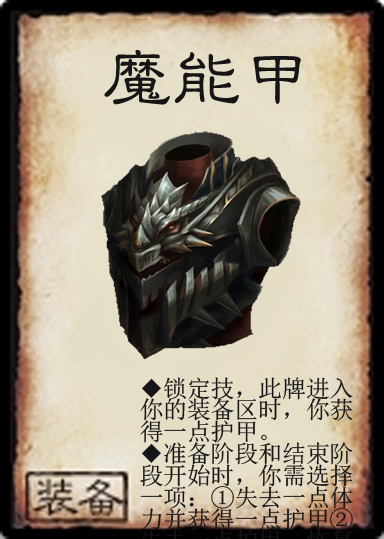 魔能甲
◆锁定技，此牌进入
你的装备区时，你获
得一点护甲。
◆准备阶段和结束阶
段开始时，你需选择
一项：①失去一点体
力并获得一点护甲②
装备